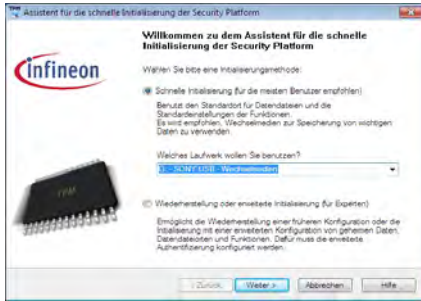 Assistent für die schnelle Initialisierung der Security Platform
Willkommen zu dem Assistent für die schnelle
Initialisierung der Security Platform
infineon
Wählen Sie bitte eine Initialisierungsmethode:
Schnelle Initialisierung (für die meisten Benutzer empfohlen)
Benutzt den Standardort für Datendateien und die
Standardeinstellungen der Funktionen.
Es wird empfohlen, Wechselmedien zur Speicherung von wichtigen
Daten zu verwenden.
Welches Laufwerk wollen Sie benutzen?
SONY USB - Wechselmedien
TPM
Wiederherstellung oder erweiterte Initialisierung (für Experten)
Ermöglicht die Wiederherstellung einer früheren Konfiguration oder die
Initialisierung mit einer erweiterten Konfiguration von geheimen Daten,
Datendateiorten und Funktionen. Dafür muss die erweiterte
Authentifizierung konfiguriert werden.
< Zurück
Weiter >
Abbrechen
Hilfe